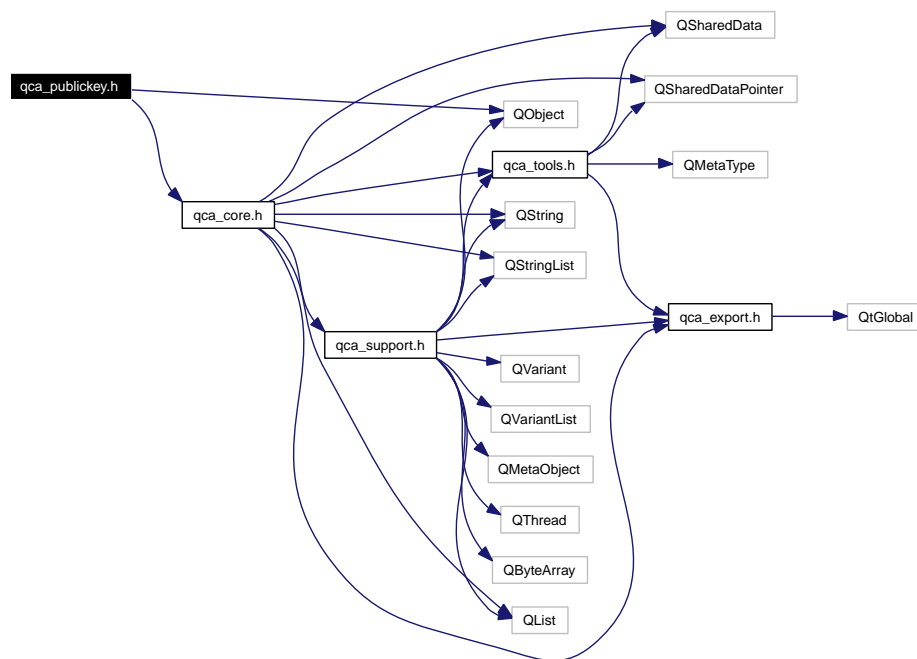 QSharedData
qca_publickey.h
QSharedDataPointer
QObject
qca_tools.h
QMetaType
qca_core.h
QString
QStringList
qca_export.h
QtGlobal
qca_support.h
QVariant
QVariantList
QMetaObject
QThread
QByteArray
QList